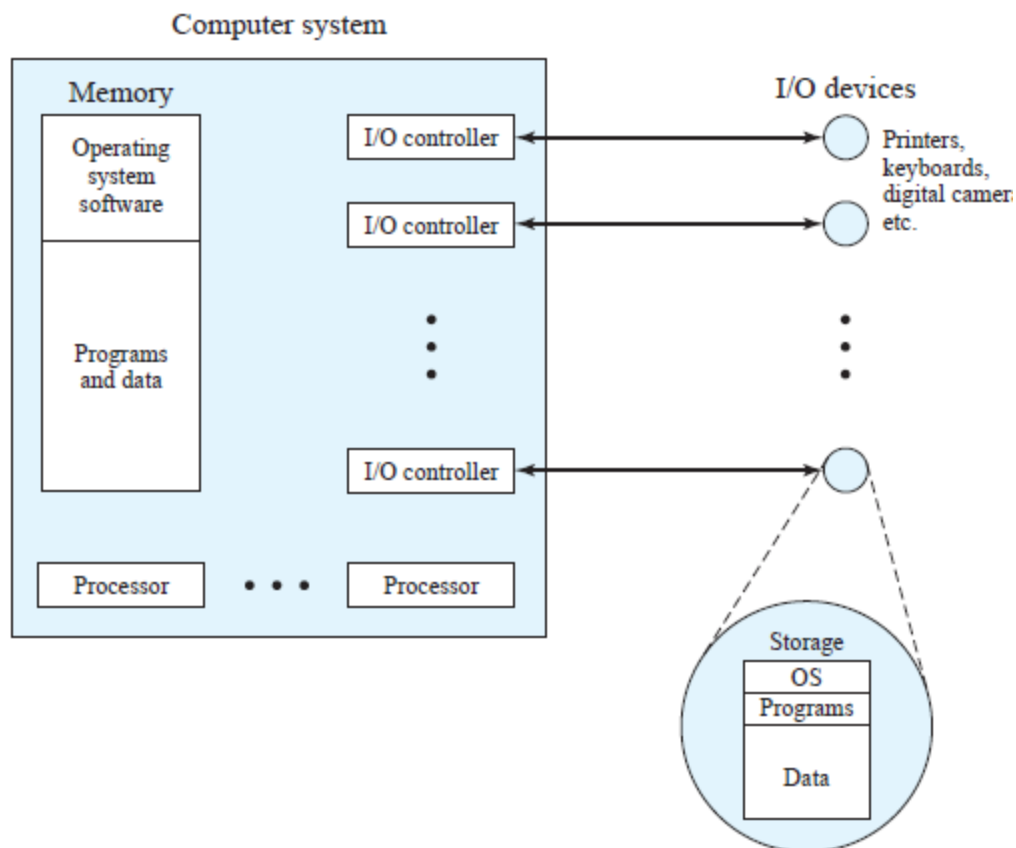 Computer system
Memory
Operating
system
software
Programs
and data
I/O controller
I/O controller
I/O controller
Processor
Processor
I/O devices
Printers,
keyboards,
digital camera
etc.
Storage
OS
Programs
Data